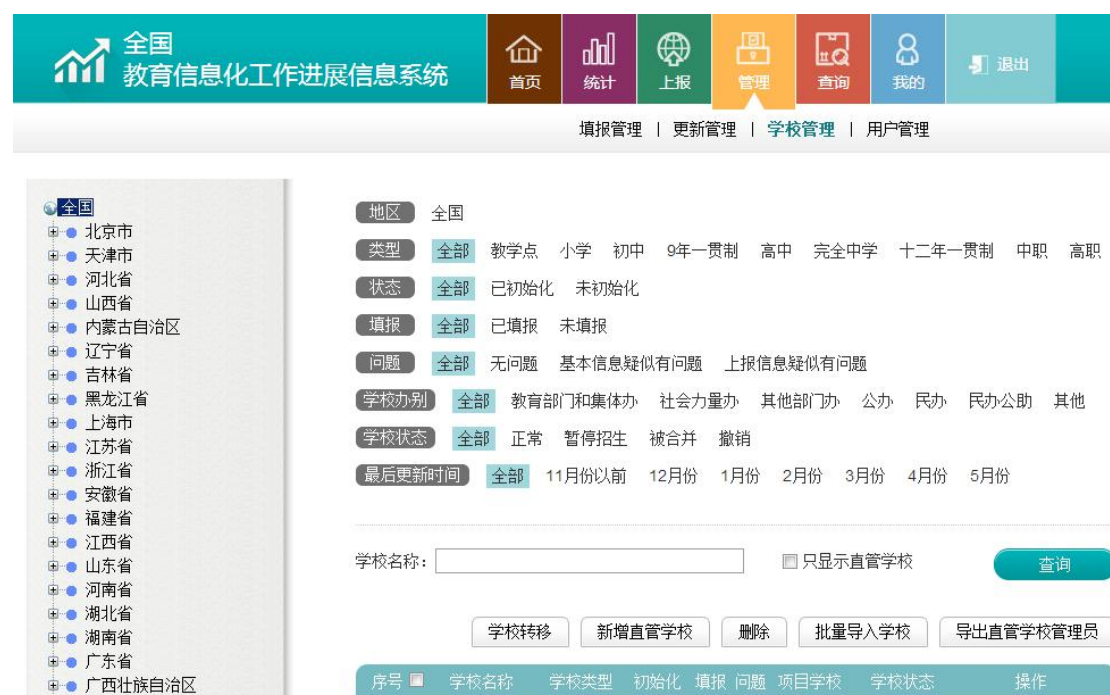 全国
教育信息化工作进展信息系统
首页 统计 上报 管理 查询 我的 退出
填报管理 | 更新管理 | 学校管理 | 用户管理
全国
北京市
天津市
河北省
山西省
内蒙古自治区
辽宁省
吉林省
黑龙江省
上海市
江苏省
浙江省
安徽省
福建省
江西省
山东省
河南省
湖北省
湖南省
广东省
广西壮族自治区
地区 全国
类型 全部 教学点 小学 初中 9年一贯制 高中 完全中学 十二年一贯制 中职 高职
状态 全部 已初始化 未初始化
填报 全部 已填报 未填报
问题 全部 无问题 基本信息疑似有问题 上报信息疑似有问题
学校办别 全部 教育部门和集体办 社会力量办 其他部门办 公办 民办 民办公助 其他
学校状态 全部 正常 暂停招生 被合并 撤销
最后更新时间 全部 11月份以前 12月份 1月份 2月份 3月份 4月份 5月份
学校名称: 只显示直管学校 查询
学校转移 新增直管学校 删除 批量导入学校 导出直管学校管理员
序号 学校名称 学校类型 初始化 填报 问题 项目学校 学校状态 操作